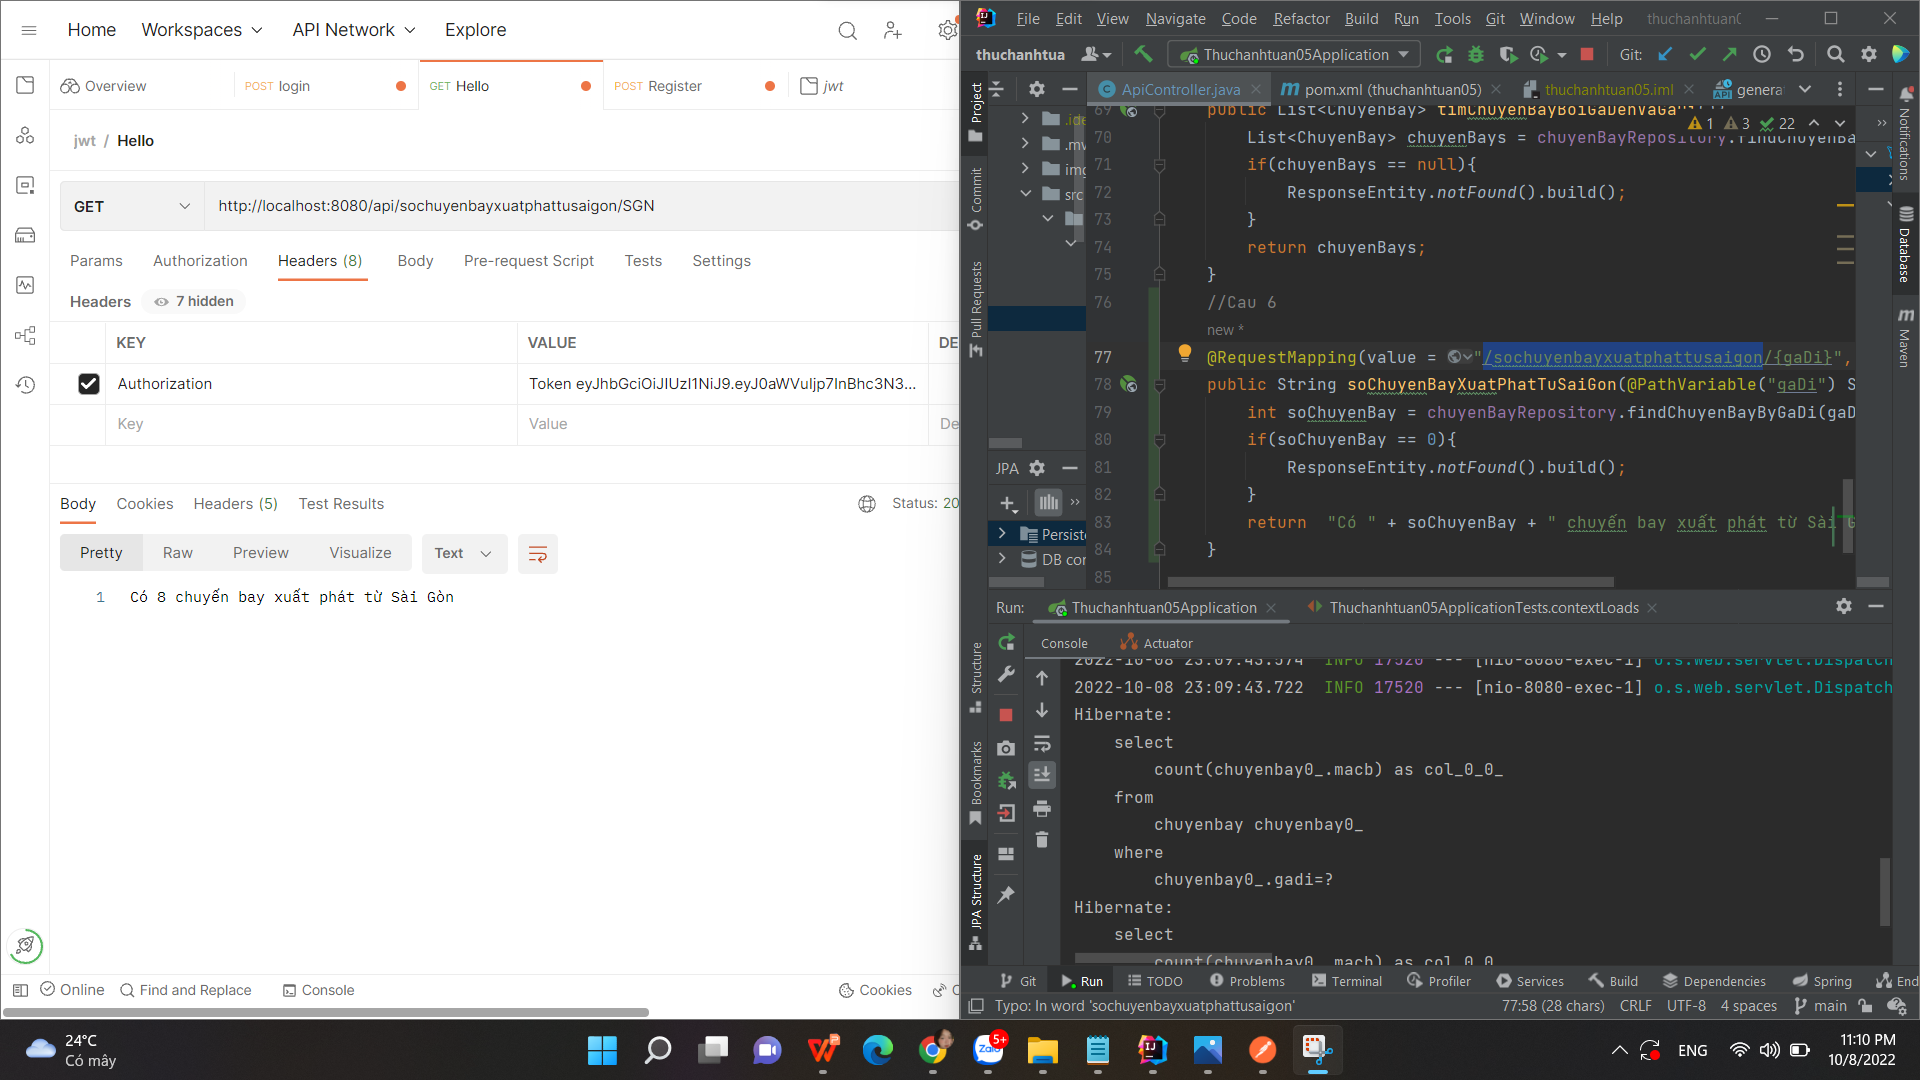 Home Workspaces API Network Explore
Overview POST login GET Hello POST Register jwt
jwt / Hello
GET http://localhost:8080/api/sochuyenbayxuatphattusaigon/SGN
Params Authorization Headers (8) Body Pre-request Script Tests Settings
Headers 7 hidden
KEY VALUE DE
Authorization Token eyJhbGciOiJIUzI1NiJ9.eyJ0aWVuIjp7InBhc3N3...
Key Value De
Body Cookies Headers (5) Test Results Status: 20
Pretty Raw Preview Visualize Text
1 Có 8 chuyến bay xuất phát từ Sài Gòn
Online Find and Replace Console Cookies
File Edit View Navigate Code Refactor Build Run Tools Git Window Help thuchanhtuan0
thuchanhtua Thuchanhtuan05Application Git:
ApiController.java pom.xml (thuchanhtuan05) thuchanhtuan05.iml genera
Project
Commit
Pull Requests
.ide
.mv
img
src
1 3 22
69 public List<ChuyenBay> timChuyenBayBoiGaDenVaGa
70 List<ChuyenBay> chuyenBays = chuyenBayRepository.findChuyenBa
71 if(chuyenBays == null){
72 ResponseEntity.notFound().build();
73 }
74 return chuyenBays;
75 }
76 //Cau 6
new *
77 @RequestMapping(value = "/sochuyenbayxuatphattusaigon/{gaDi}",
78 public String soChuyenBayXuatPhatTuSaiGon(@PathVariable("gaDi") S
79 int soChuyenBay = chuyenBayRepository.findChuyenBayByGaDi(gaD
80 if(soChuyenBay == 0){
81 ResponseEntity.notFound().build();
82 }
83 return "Có " + soChuyenBay + " chuyến bay xuất phát từ Sài G
84 }
85
JPA
Persiste
DB con
Notifications
Database
Maven
Run: Thuchanhtuan05Application Thuchanhtuan05ApplicationTests.contextLoads
Console Actuator
Structure
Bookmarks
JPA Structure
2022-10-08 23:09:43.574 INFO 17520 --- [nio-8080-exec-1] o.s.web.servlet.Dispatch
2022-10-08 23:09:43.722 INFO 17520 --- [nio-8080-exec-1] o.s.web.servlet.Dispatch
Hibernate:
select
count(chuyenbay0_.macb) as col_0_0_
from
chuyenbay chuyenbay0_
where
chuyenbay0_.gadi=?
Hibernate:
select
count(chuyenbay0_.macb) as col_0_0_
Git Run TODO Problems Terminal Profiler Services Build Dependencies Spring End
Typo: In word 'sochuyenbayxuatphattusaigon' 77:58 (28 chars) CRLF UTF-8 4 spaces main
24°C
Có mây
Zalo 5+
ENG
11:10 PM
10/8/2022